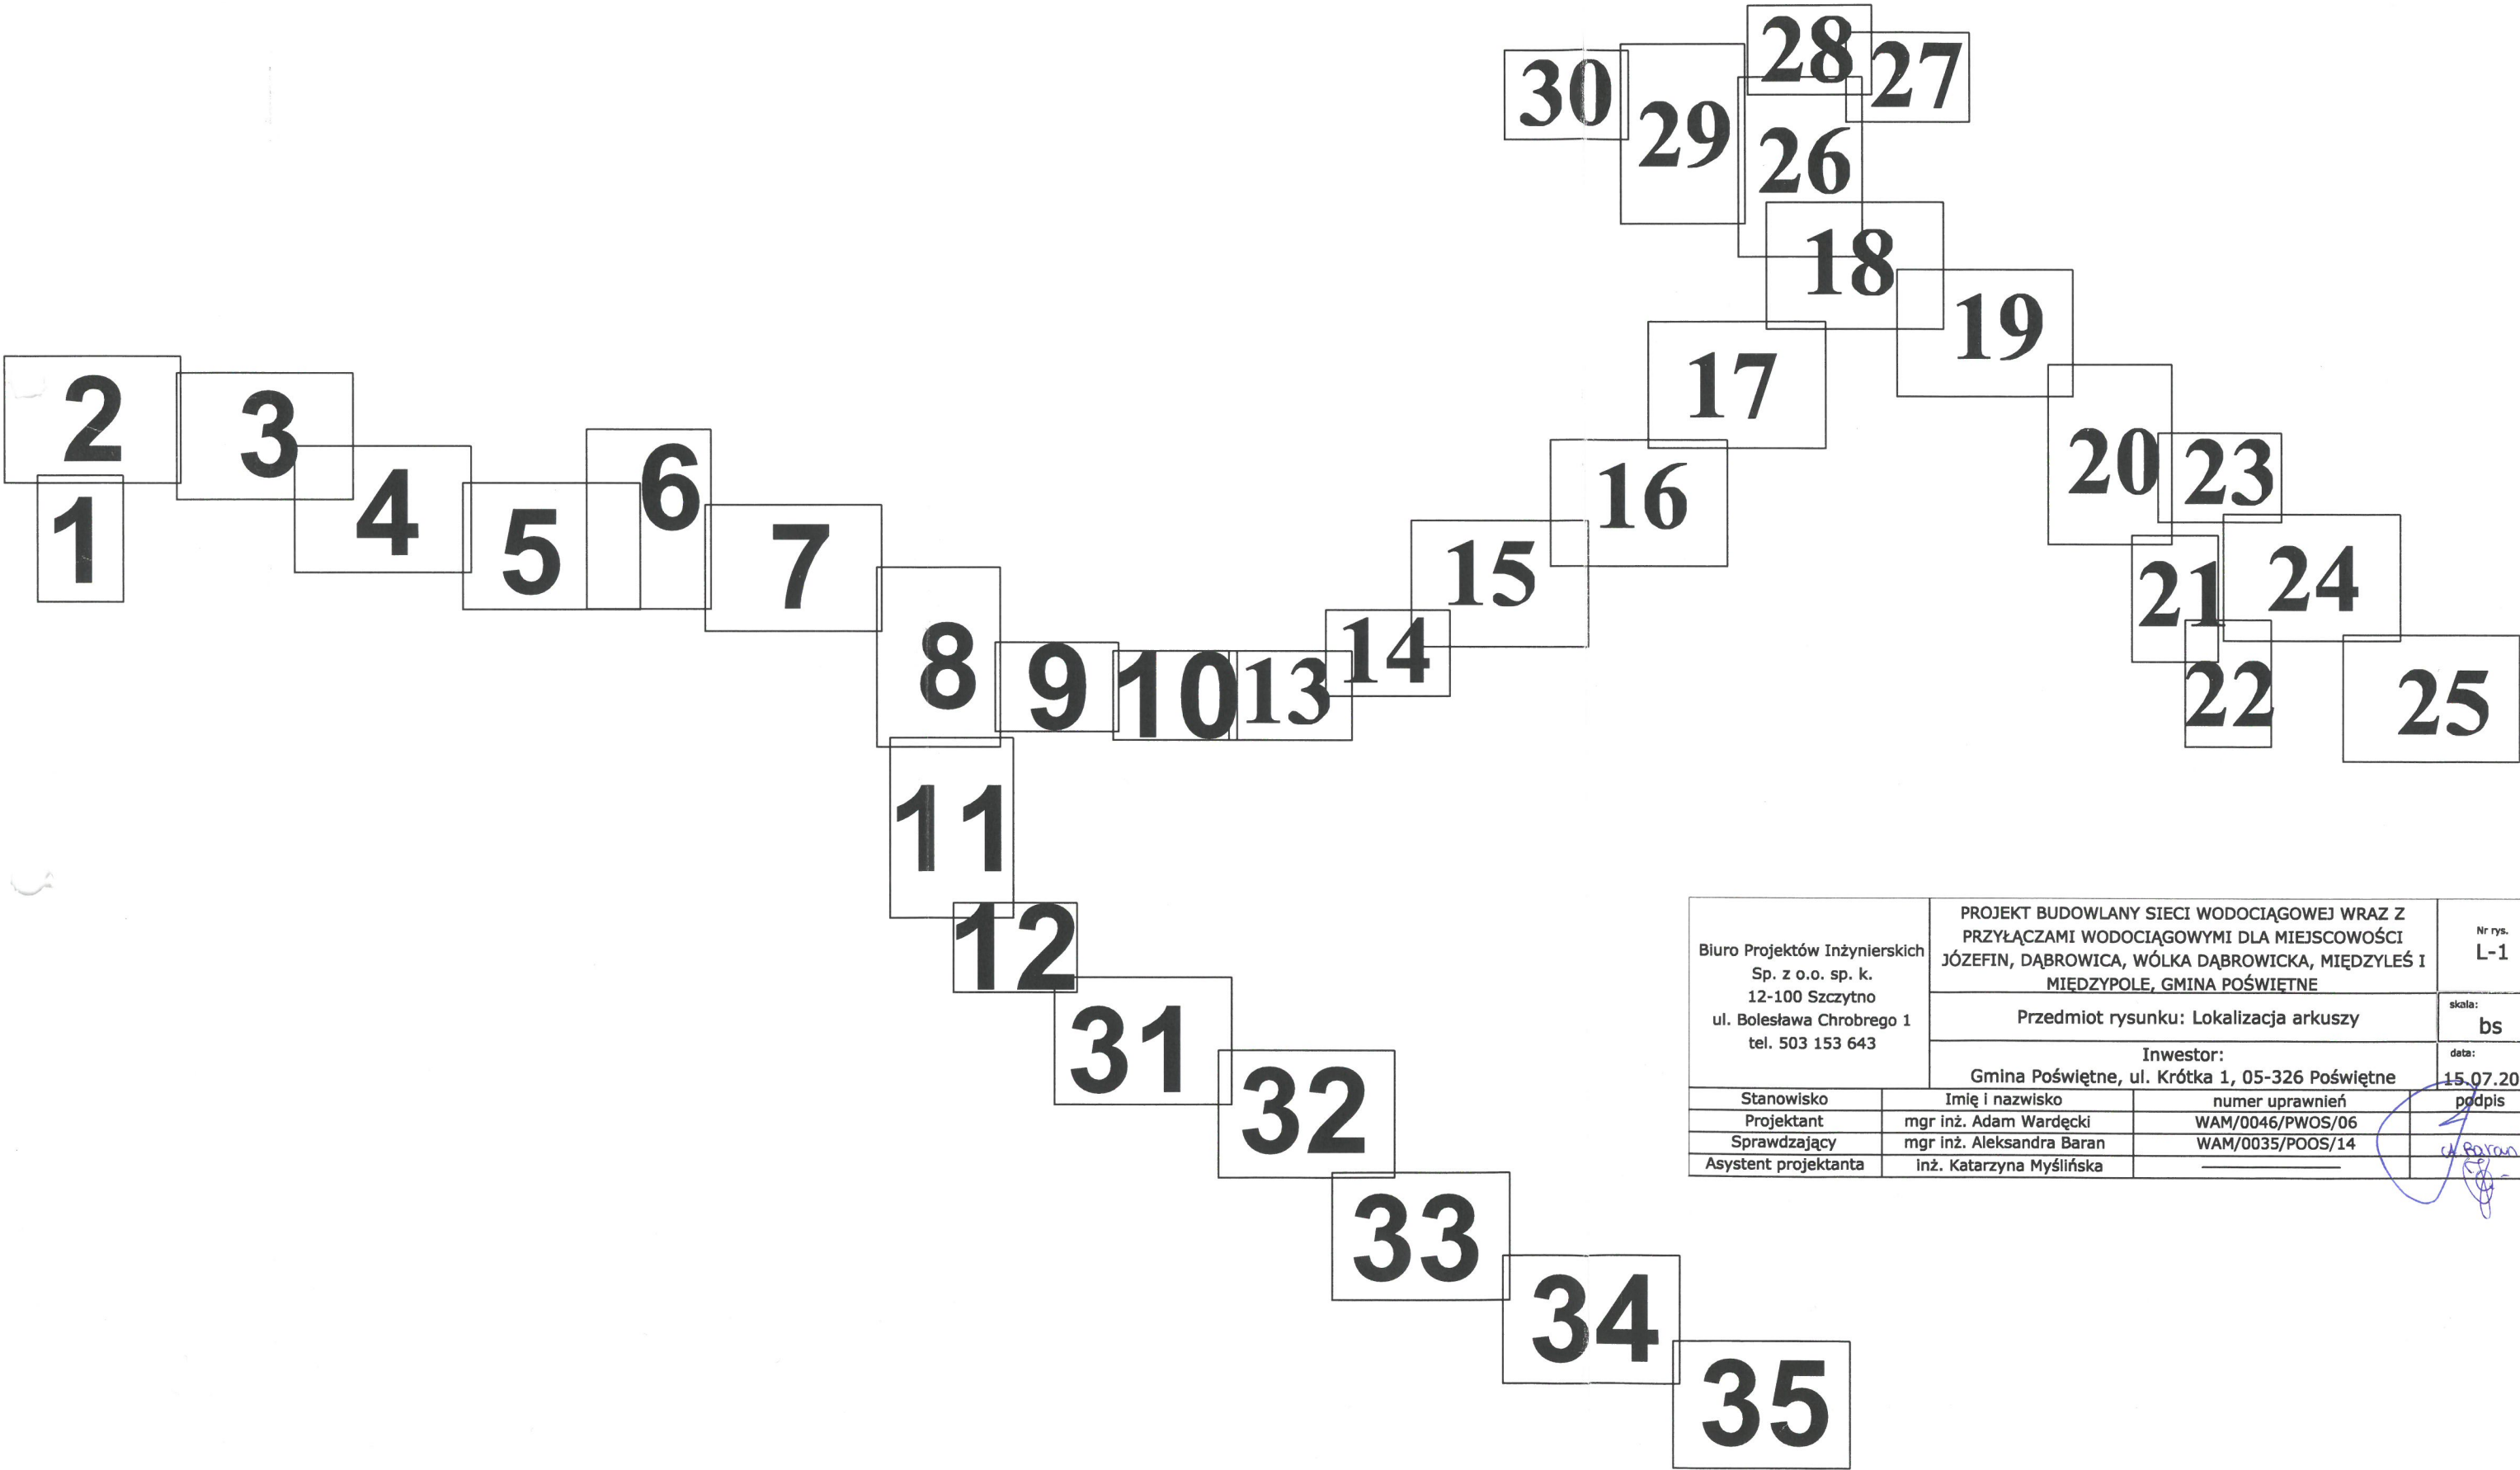 28
27
30
29
26
18
19
17
2
3
6
20
23
4
16
5
1
7
15
24
21
14
8
9
10
13
22
25
11
12
31
32
33
34
35
Biuro Projektów Inżynierskich
Sp. z o.o. sp. k.
12-100 Szczytno
ul. Bolesława Chrobrego 1
tel. 503 153 643
PROJEKT BUDOWLANY SIECI WODOCIĄGOWEJ WRAZ Z
PRZYŁĄCZAMI WODOCIĄGOWYMI DLA MIEJSCOWOŚCI
JÓZEFIN, DĄBROWICA, WÓLKA DĄBROWICKA, MIĘDZYLEŚ I
MIĘDZYPOLE, GMINA POŚWIĘTNE
Nr rys.
L-1
Przedmiot rysunku: Lokalizacja arkuszy
skala:
bs
Inwestor:
Gmina Poświętne, ul. Krótka 1, 05-326 Poświętne
data:
15.07.20
Stanowisko Imię i nazwisko numer uprawnień podpis
Projektant mgr inż. Adam Wardęcki WAM/0046/PWOS/06
Sprawdzający mgr inż. Aleksandra Baran WAM/0035/POOS/14 A. Baran
Asystent projektanta inż. Katarzyna Myślińska